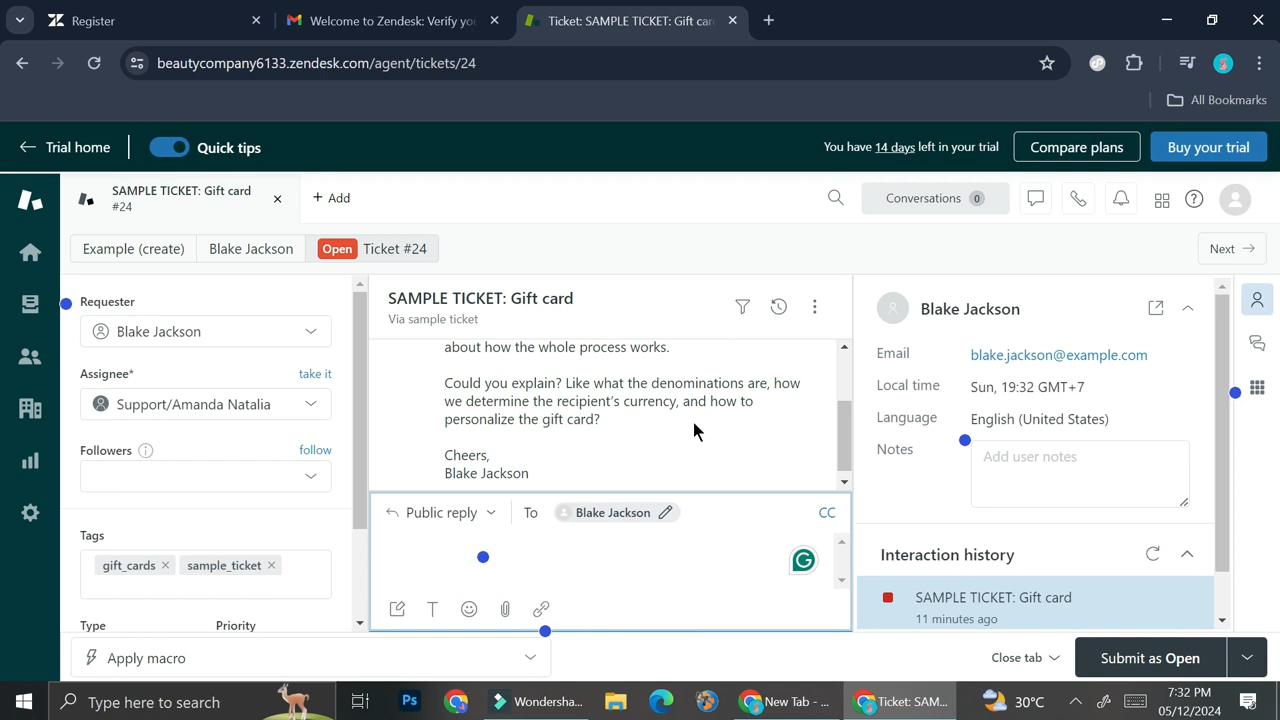 Register
Welcome to Zendesk: Verify yo
Ticket: SAMPLE TICKET: Gift car
beautycompany6133.zendesk.com/agent/tickets/24
All Bookmarks
Trial home
Quick tips
You have 14 days left in your trial
Compare plans
Buy your trial
SAMPLE TICKET: Gift card
#24
+ Add
Conversations 0
Example (create)
Blake Jackson
Open Ticket #24
Next
Requester
Blake Jackson
Assignee*
take it
Support/Amanda Natalia
Followers
follow
Tags
gift_cards
sample_ticket
Type
Priority
SAMPLE TICKET: Gift card
Via sample ticket
about how the whole process works.
Could you explain? Like what the denominations are, how
we determine the recipient's currency, and how to
personalize the gift card?
Cheers,
Blake Jackson
Public reply
To
Blake Jackson
CC
Apply macro
Close tab
Submit as Open
Blake Jackson
Email
blake.jackson@example.com
Local time
Sun, 19:32 GMT+7
Language
English (United States)
Notes
Add user notes
Interaction history
SAMPLE TICKET: Gift card
11 minutes ago
Type here to search
Ps
Wondersha...
New Tab - ...
Ticket: SAM...
30°C
7:32 PM
05/12/2024